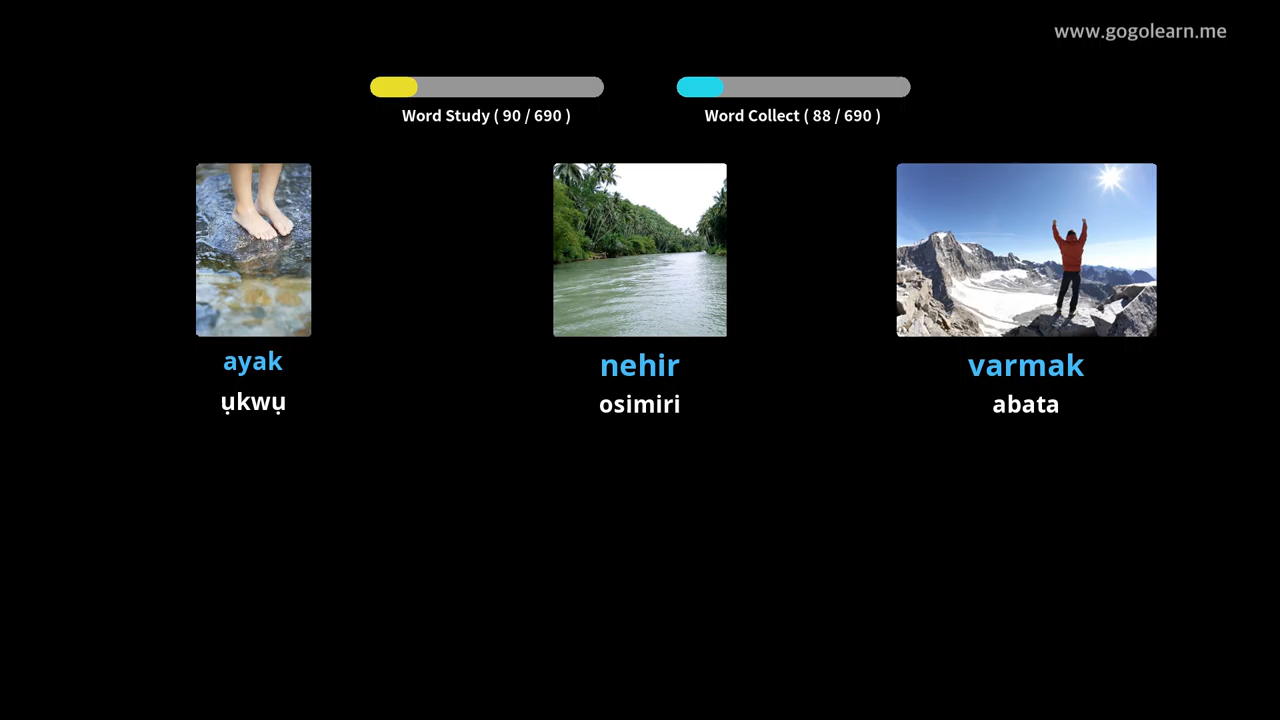 www.gogolearn.me
Word Study ( 90 / 690 )
Word Collect ( 88 / 690 )
ayak
ụkwụ
nehir
osimiri
varmak
abata